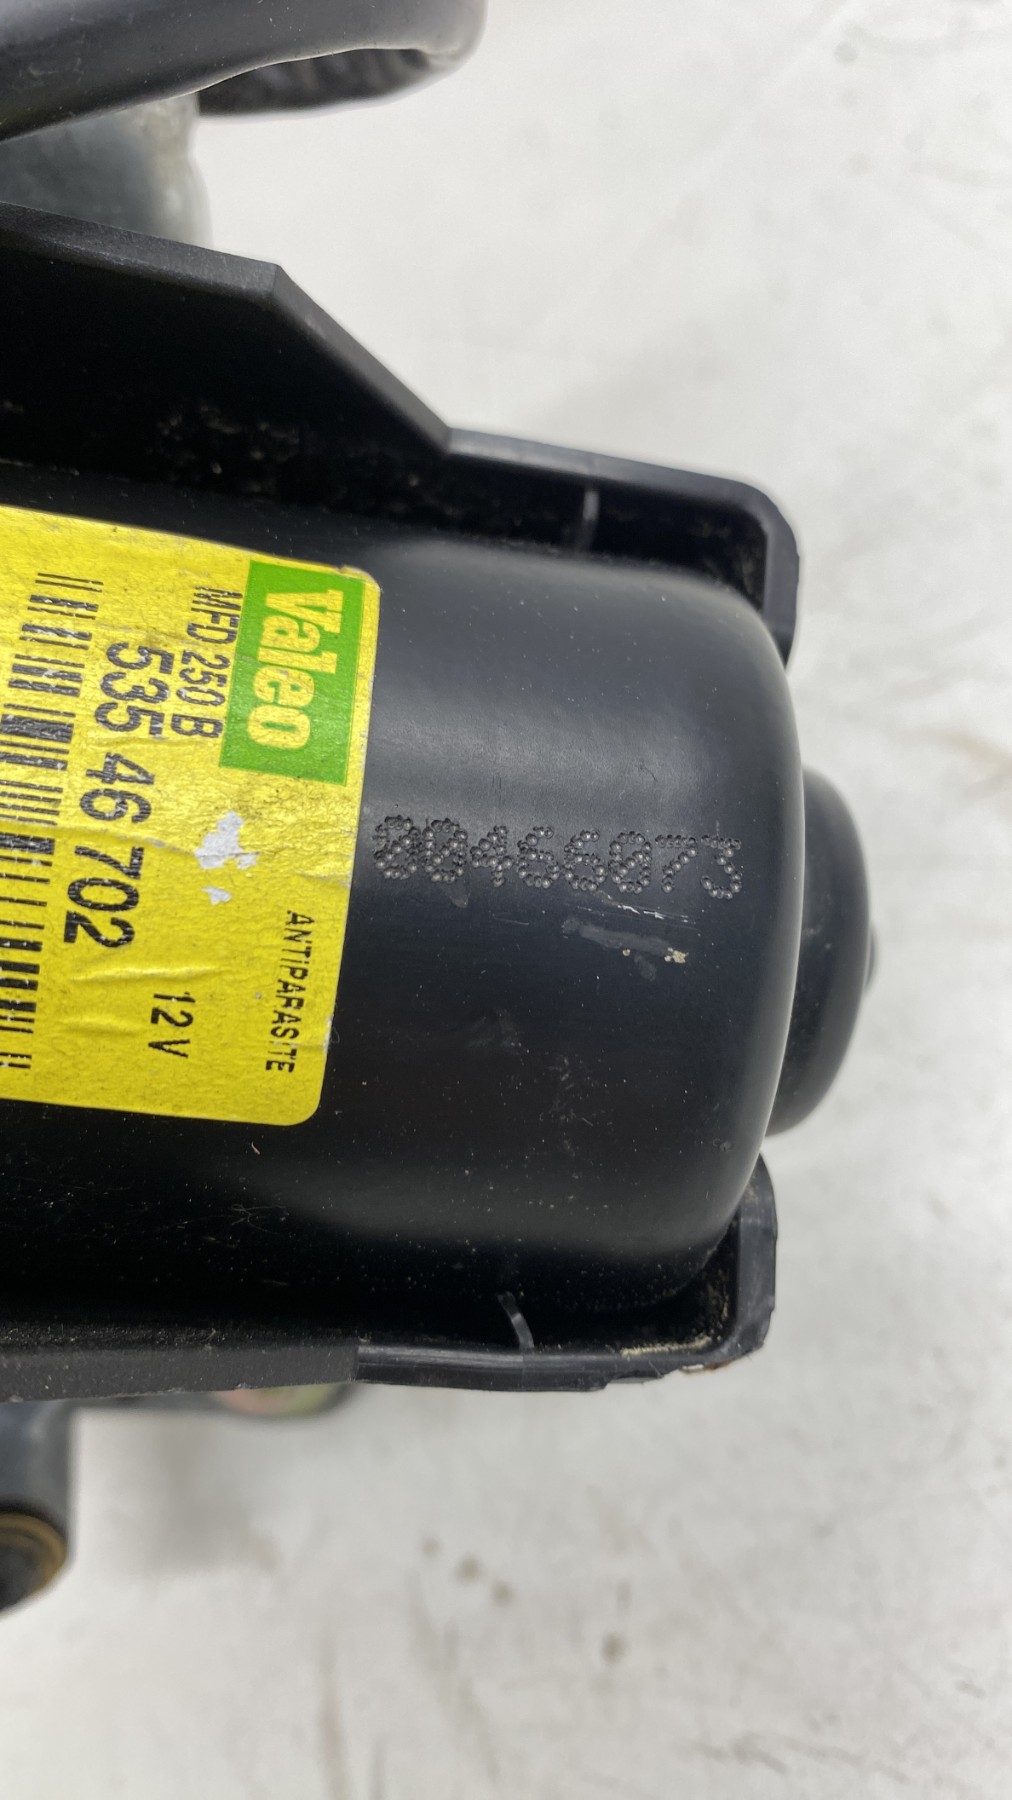 Valeo
MFD 250 B
535 46 702
12 V
ANTIPARASITE
00466073